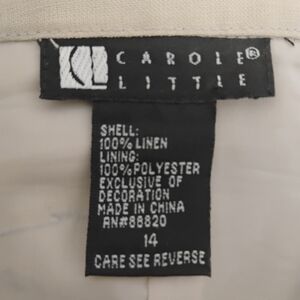 CAROLE®
LITTLE
SHELL:
100% LINEN
LINING:
100% POLYESTER
EXCLUSIVE OF
DECORATION
MADE IN CHINA
RN#88820
14
CARE SEE REVERSE